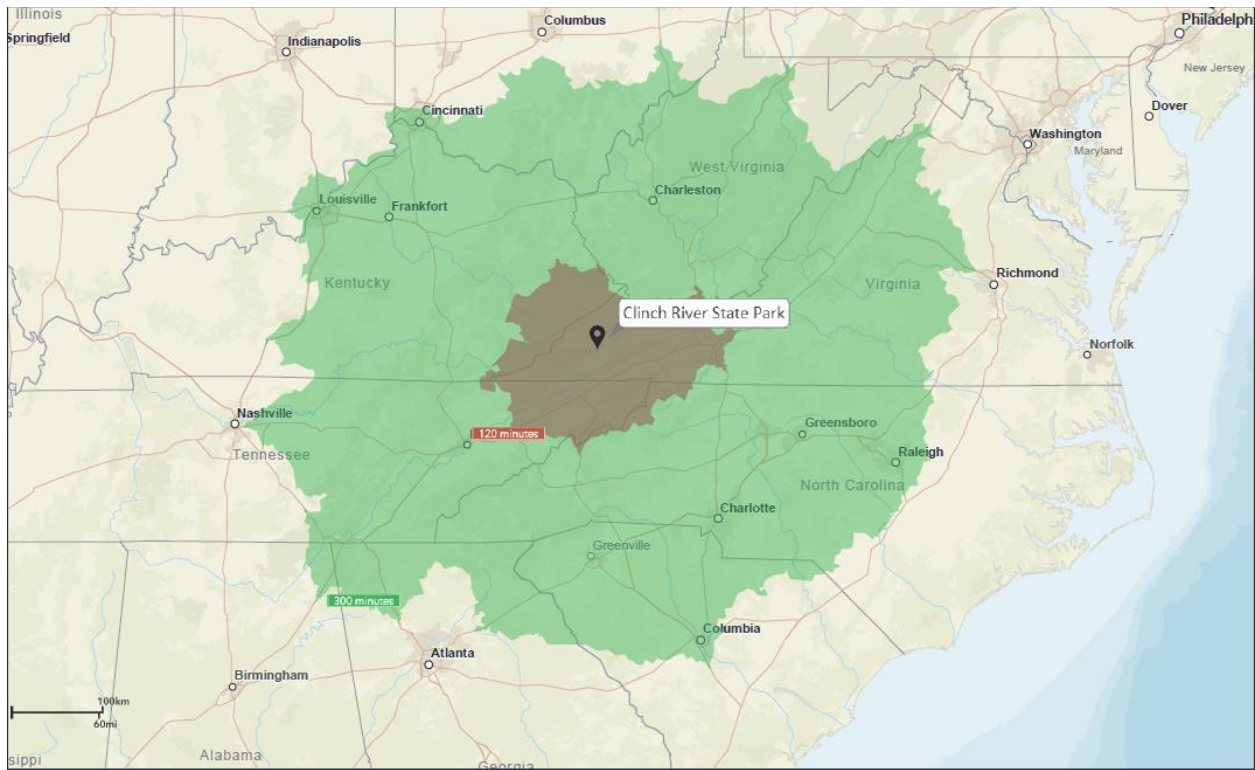 Illinois
Columbus
Philadelph
Springfield
Indianapolis
New Jersey
Cincinnati
Dover
Washington
Maryland
West Virginia
Charleston
Louisville
Frankfort
Richmond
Kentucky
Virginia
Clinch River State Park
Norfolk
Nashville
Greensboro
120 minutes
Tennessee
Raleigh
North Carolina
Charlotte
Greenville
300 minutes
Columbia
Atlanta
Birmingham
100km
60mi
Alabama
sippi
Georgia